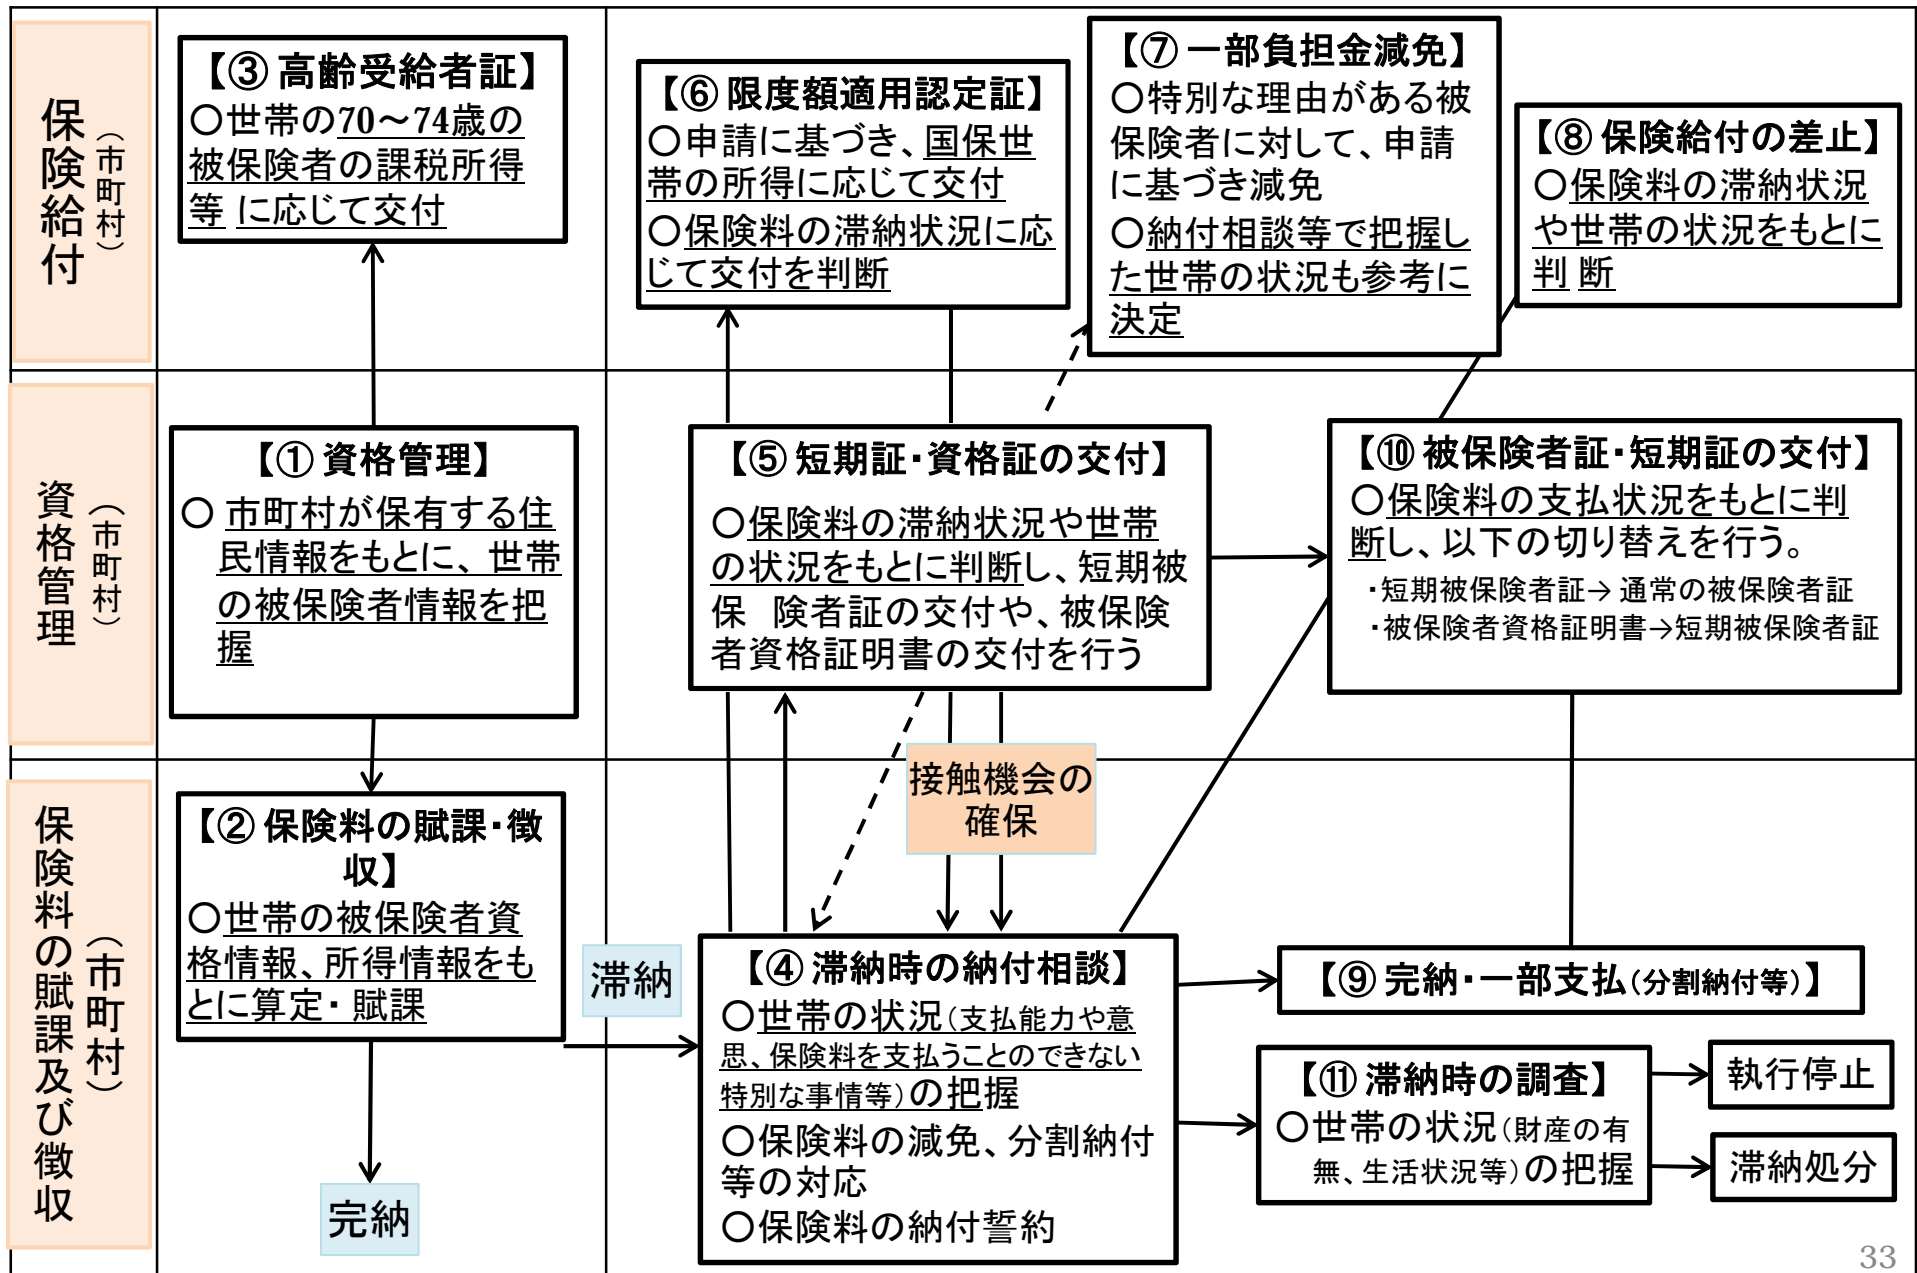 保険給付
（市町村）
【③ 高齢受給者証】
〇世帯の70～74歳の
被保険者の課税所得
等 に応じて交付
【⑥ 限度額適用認定証】
〇申請に基づき、国保世
帯の所得に応じて交付
〇保険料の滞納状況に応
じて交付を判断
【⑦ 一部負担金減免】
〇特別な理由がある被
保険者に対して、申請
に基づき減免
〇納付相談等で把握し
た世帯の状況も参考に
決定
【⑧ 保険給付の差止】
〇保険料の滞納状況
や世帯の状況をもとに
判 断
資格管理
（市町村）
【① 資格管理】
〇 市町村が保有する住
民情報をもとに、 世帯
の被保険者情報を把
握
【⑤ 短期証・資格証の交付】
〇保険料の滞納状況や世帯
の状況をもとに判断し、短期被
保 険者証の交付や、被保険
者資格証明書の交付を行う
【⑩ 被保険者証・短期証の交付】
〇保険料の支払状況をもとに判
断し、以下の切り替えを行う。
・短期被保険者証→ 通常の被保険者証
・被保険者資格証明書→短期被保険者証
接触機会の
確保
保険料の賦課及び徴収
（市町村）
【② 保険料の賦課・徴
収】
〇世帯の被保険者資
格情報、所得情報をも
とに算定・ 賦課
滞納
完納
【④ 滞納時の納付相談】
〇世帯の状況（支払能力や意
思、保険料を支払うことのできない
特別な事情等）の把握
〇保険料の減免、分割納付
等の対応
〇保険料の納付誓約
【⑨ 完納・一部支払（分割納付等）】
【⑪ 滞納時の調査】
〇世帯の状況（財産の有
無、生活状況等）の把握
執行停止
滞納処分
33